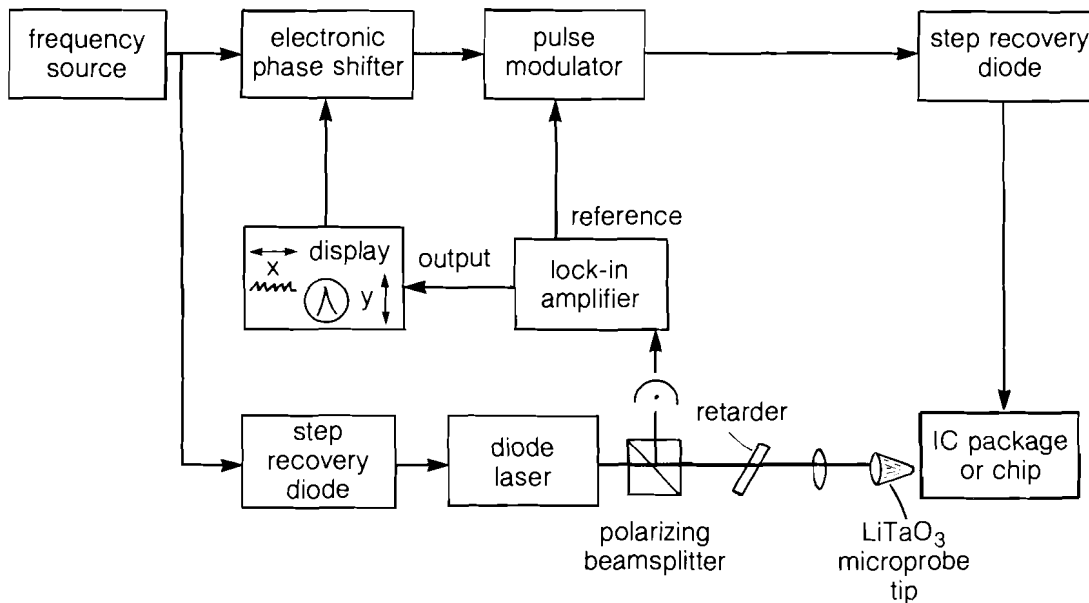 frequency
source
electronic
phase shifter
pulse
modulator
step recovery
diode
reference
display
x
y
output
lock-in
amplifier
retarder
step
recovery
diode
diode
laser
IC package
or chip
polarizing
beamsplitter
LiTaO3
microprobe
tip